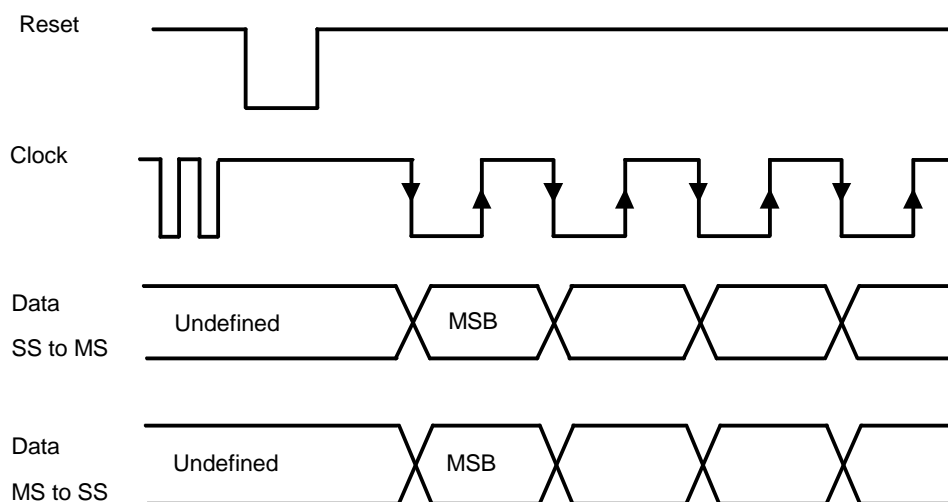 Reset
Clock
Data
SS to MS
Undefined
MSB
Data
MS to SS
Undefined
MSB